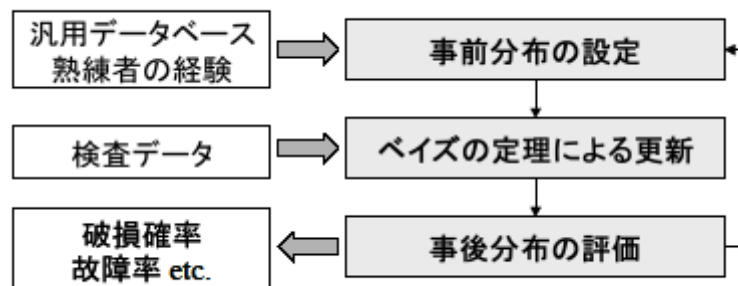 汎用データベース
熟練者の経験
事前分布の設定
検査データ
ベイズの定理による更新
破損確率
故障率 etc.
事後分布の評価